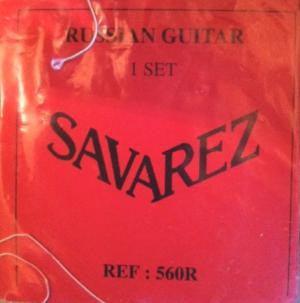 RUSSIAN GUITAR
1 SET
SAVAREZ
REF : 560R